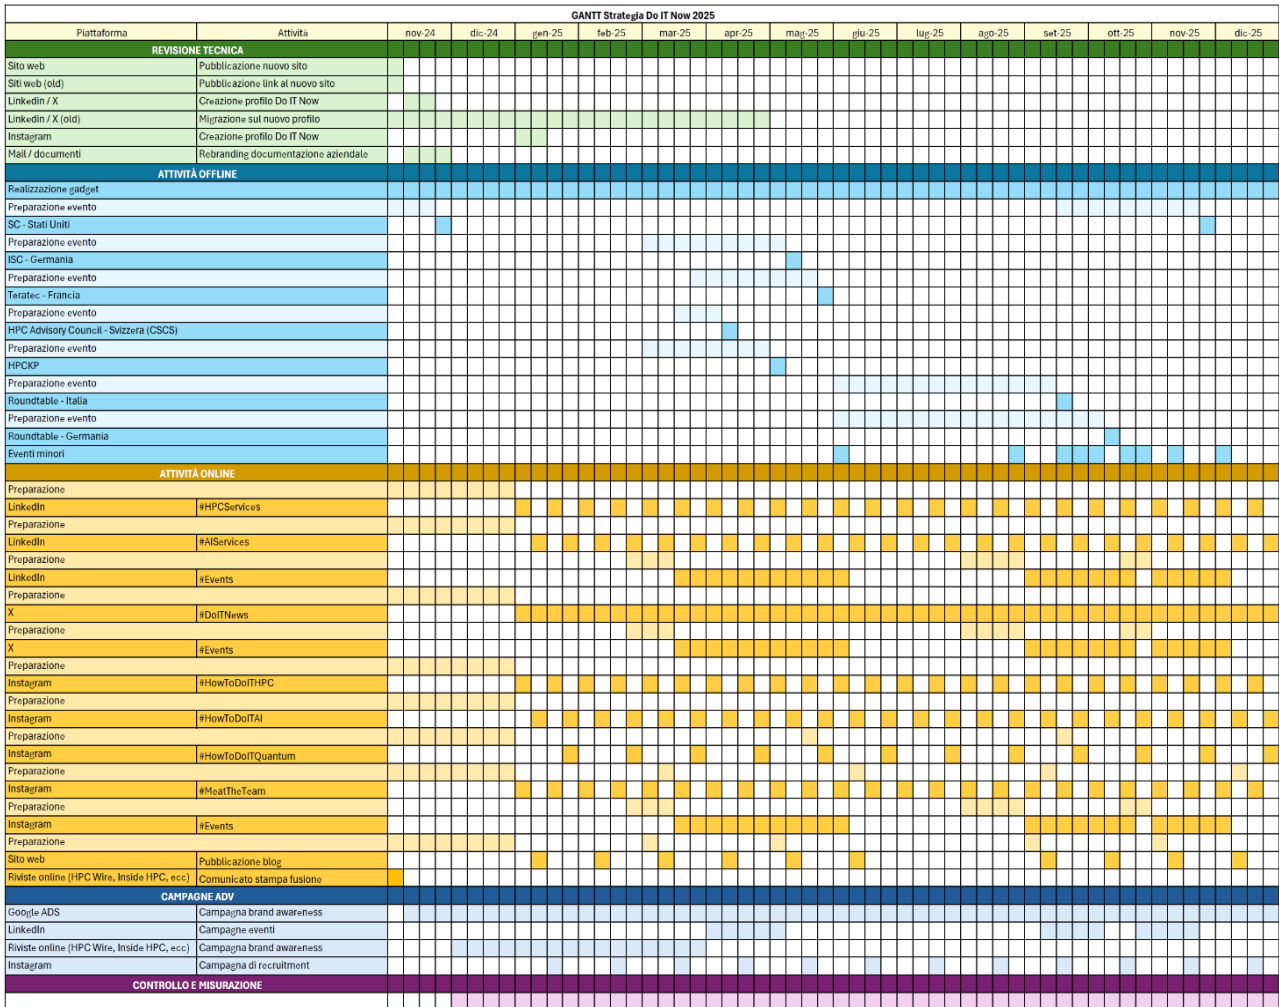 GANTT Strategia Do IT Now 2025
Piattaforma Attività nov-24 dic-24 gen-25 feb-25 mar-25 apr-25 mag-25 giu-25 lug-25 ago-25 set-25 ott-25 nov-25 dic-25
REVISIONE TECNICA
Sito web Pubblicazione nuovo sito
Siti web (old) Pubblicazione link al nuovo sito
Linkedin / X Creazione profilo Do IT Now
Linkedin / X (old) Migrazione sul nuovo profilo
Instagram Creazione profilo Do IT Now
Mail / documenti Rebranding documentazione aziendale
ATTIVITÀ OFFLINE
Realizzazione gadget
Preparazione evento
SC - Stati Uniti
Preparazione evento
ISC - Germania
Preparazione evento
Teratec - Francia
Preparazione evento
HPC Advisory Council - Svizzera (CSCS)
Preparazione evento
HPCKP
Preparazione evento
Roundtable - Italia
Preparazione evento
Roundtable - Germania
Eventi minori
ATTIVITÀ ONLINE
Preparazione
LinkedIn #HPCServices
Preparazione
LinkedIn #AIServices
Preparazione
LinkedIn #Events
Preparazione
X #DoITNews
Preparazione
X #Events
Preparazione
Instagram #HowToDoITHPC
Preparazione
Instagram #HowToDoITAI
Preparazione
Instagram #HowToDoITQuantum
Preparazione
Instagram #MeatTheTeam
Preparazione
Instagram #Events
Preparazione
Sito web Pubblicazione blog
Riviste online (HPC Wire, Inside HPC, ecc) Comunicato stampa fusione
CAMPAGNE ADV
Google ADS Campagna brand awareness
LinkedIn Campagne eventi
Riviste online (HPC Wire, Inside HPC, ecc) Campagna brand awareness
Instagram Campagna di recruitment
CONTROLLO E MISURAZIONE